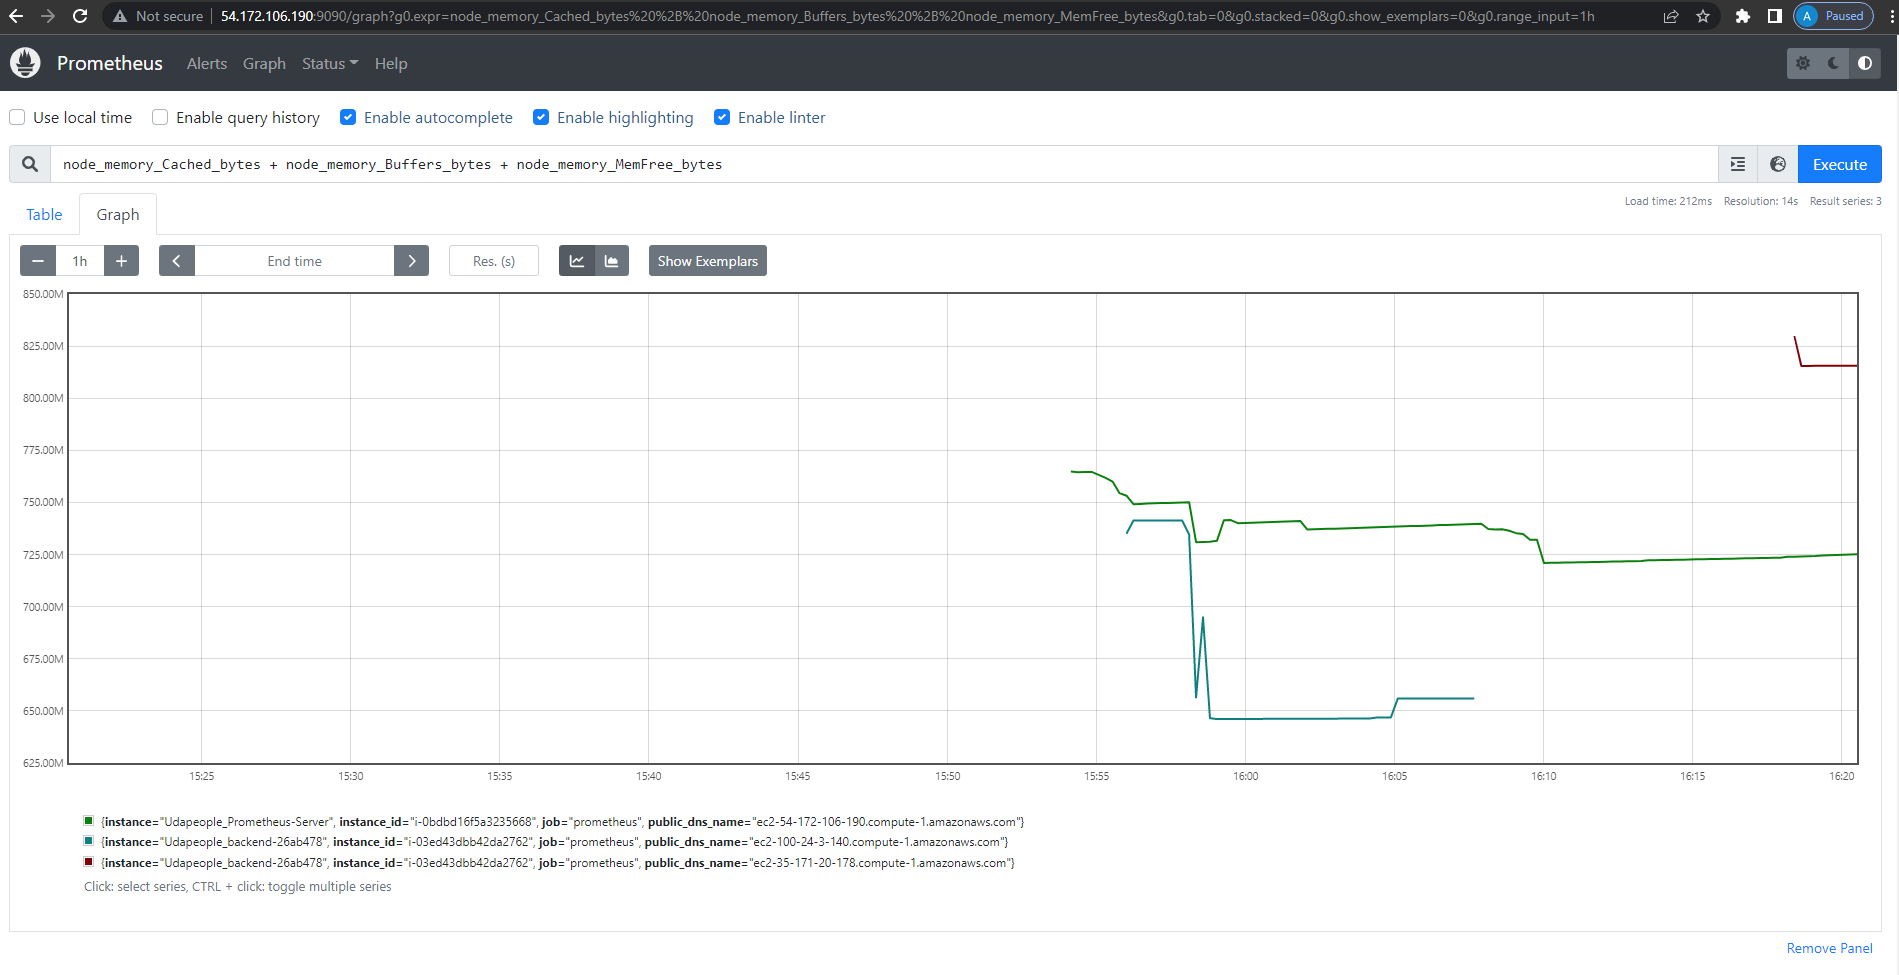 Not secure | 54.172.106.190:9090/graph?g0.expr=node_memory_Cached_bytes%20%2B%20node_memory_Buffers_bytes%20%2B%20node_memory_MemFree_bytes&g0.tab=0&g0.stacked=0&g0.show_exemplars=0&g0.range_input=1h A Paused
Prometheus Alerts Graph Status Help
Use local time Enable query history Enable autocomplete Enable highlighting Enable linter
node_memory_Cached_bytes + node_memory_Buffers_bytes + node_memory_MemFree_bytes Execute
Load time: 212ms Resolution: 14s Result series: 3
Table Graph
1h End time Res. (s) Show Exemplars
850.00M
825.00M
800.00M
775.00M
750.00M
725.00M
700.00M
675.00M
650.00M
625.00M
15:25 15:30 15:35 15:40 15:45 15:50 15:55 16:00 16:05 16:10 16:15 16:20
{instance="Udapeople_Prometheus-Server", instance_id="i-0bdbd16f5a3235668", job="prometheus", public_dns_name="ec2-54-172-106-190.compute-1.amazonaws.com"}
{instance="Udapeople_backend-26ab478", instance_id="i-03ed43dbb42da2762", job="prometheus", public_dns_name="ec2-100-24-3-140.compute-1.amazonaws.com"}
{instance="Udapeople_backend-26ab478", instance_id="i-03ed43dbb42da2762", job="prometheus", public_dns_name="ec2-35-171-20-178.compute-1.amazonaws.com"}
Click: select series, CTRL + click: toggle multiple series
Remove Panel